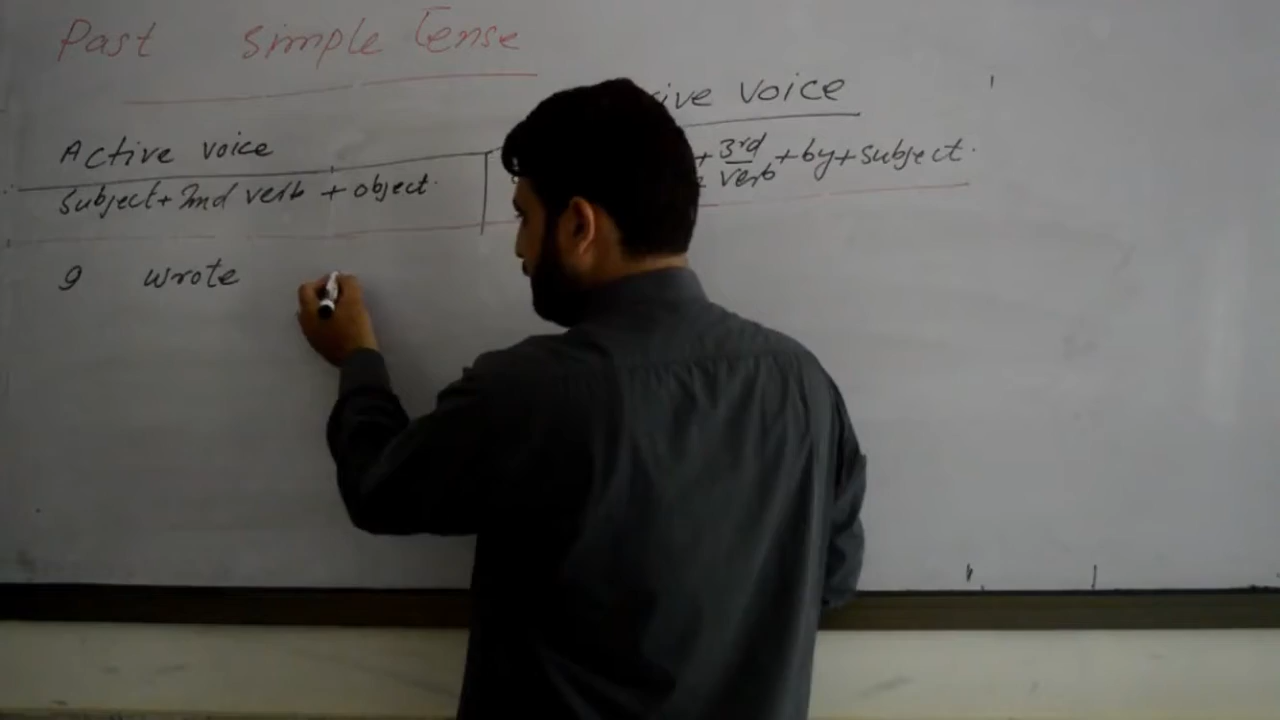 Past simple Tense
Active voice
Subject + 2nd verb + object.
I wrote
ive voice
+ 3rd verb + by + subject.